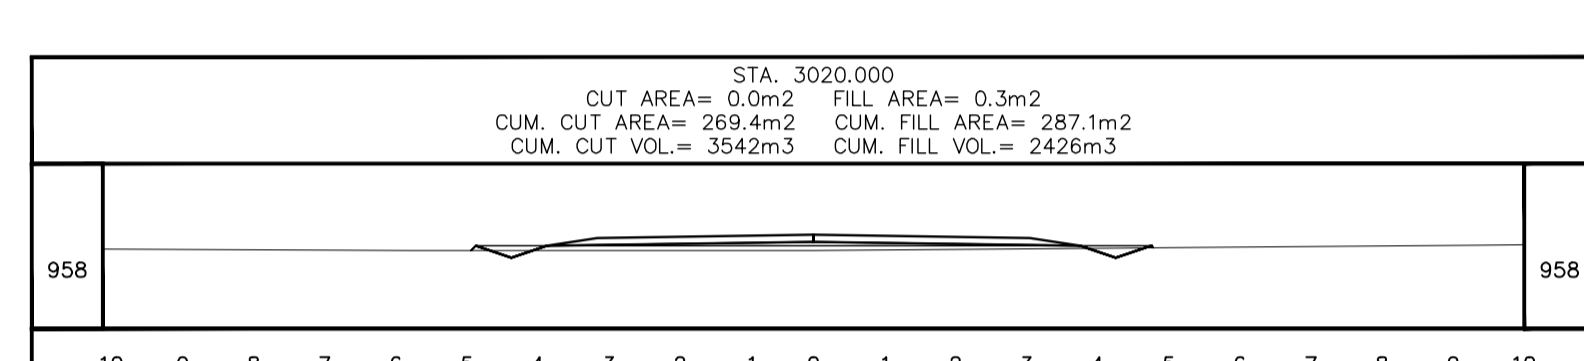 STA. 3020.000
CUT AREA= 0.0m2 FILL AREA= 0.3m2
CUM. CUT AREA= 269.4m2 CUM. FILL AREA= 287.1m2
CUM. CUT VOL.= 3542m3 CUM. FILL VOL.= 2426m3
958 958